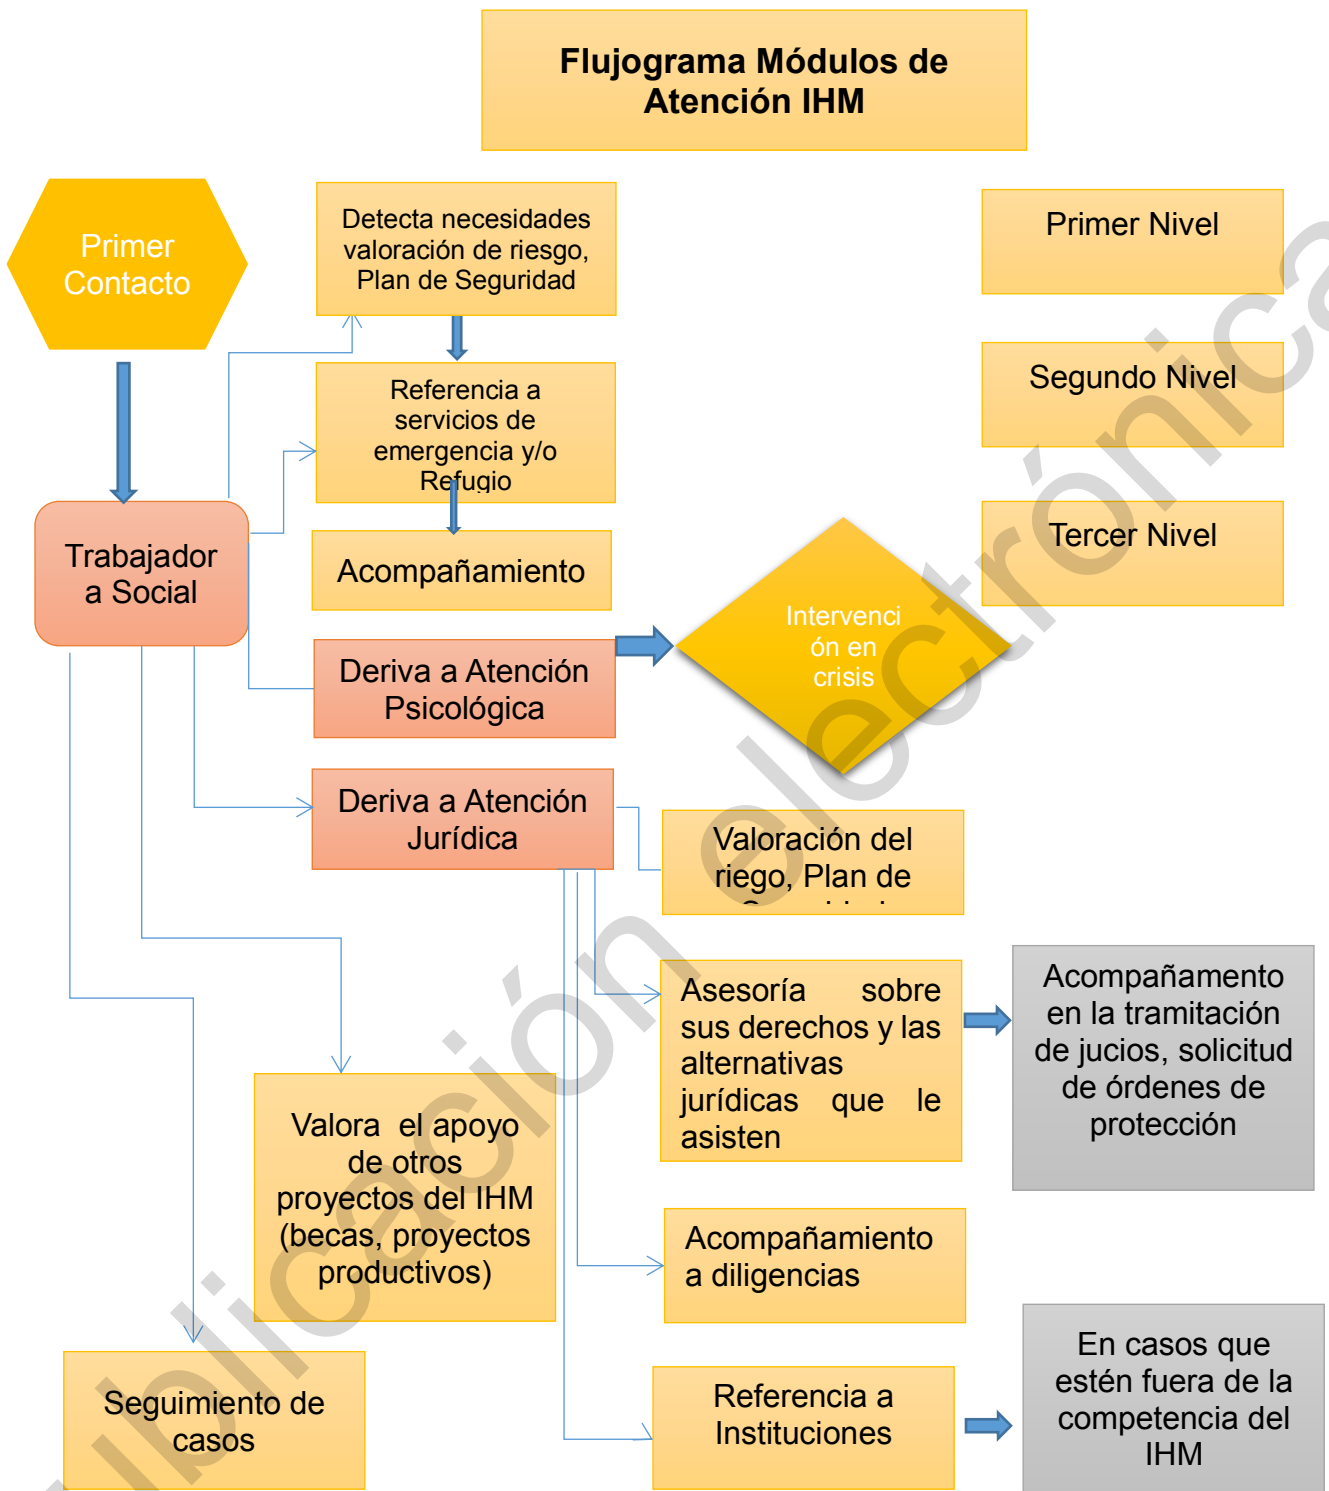 Flujograma Módulos de
Atención IHM
Primer
Contacto
Detecta necesidades
valoración de riesgo,
Plan de Seguridad
Primer Nivel
Referencia a
servicios de
emergencia y/o
Refugio
Segundo Nivel
Trabajador
a Social
Acompañamiento
Tercer Nivel
Intervenci
ón en
crisis
Deriva a Atención
Psicológica
Deriva a Atención
Jurídica
Valoración del
riego, Plan de
Asesoría sobre
sus derechos y las
alternativas
jurídicas que le
asisten
Acompañamento
en la tramitación
de jucios, solicitud
de órdenes de
protección
Valora el apoyo
de otros
proyectos del IHM
(becas, proyectos
productivos)
Acompañamiento
a diligencias
Seguimiento de
casos
Referencia a
Instituciones
En casos que
estén fuera de la
competencia del
IHM
ublicación electrónica